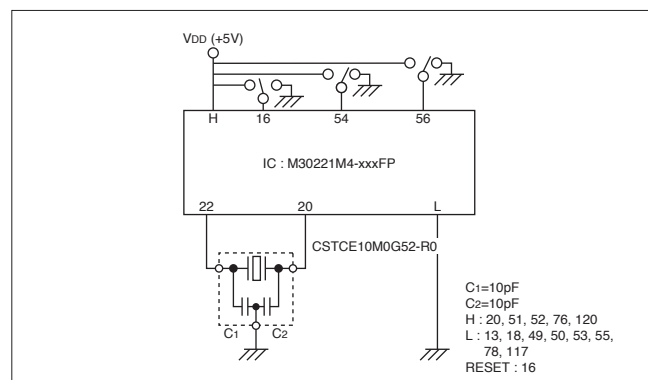 VDD (+5V)
H 16 54 56
IC : M30221M4-xxxFP
22 20 L
CSTCE10M0G52-R0
C1 C2
C1=10pF
C2=10pF
H : 20, 51, 52, 76, 120
L : 13, 18, 49, 50, 53, 55,
78, 117
RESET : 16